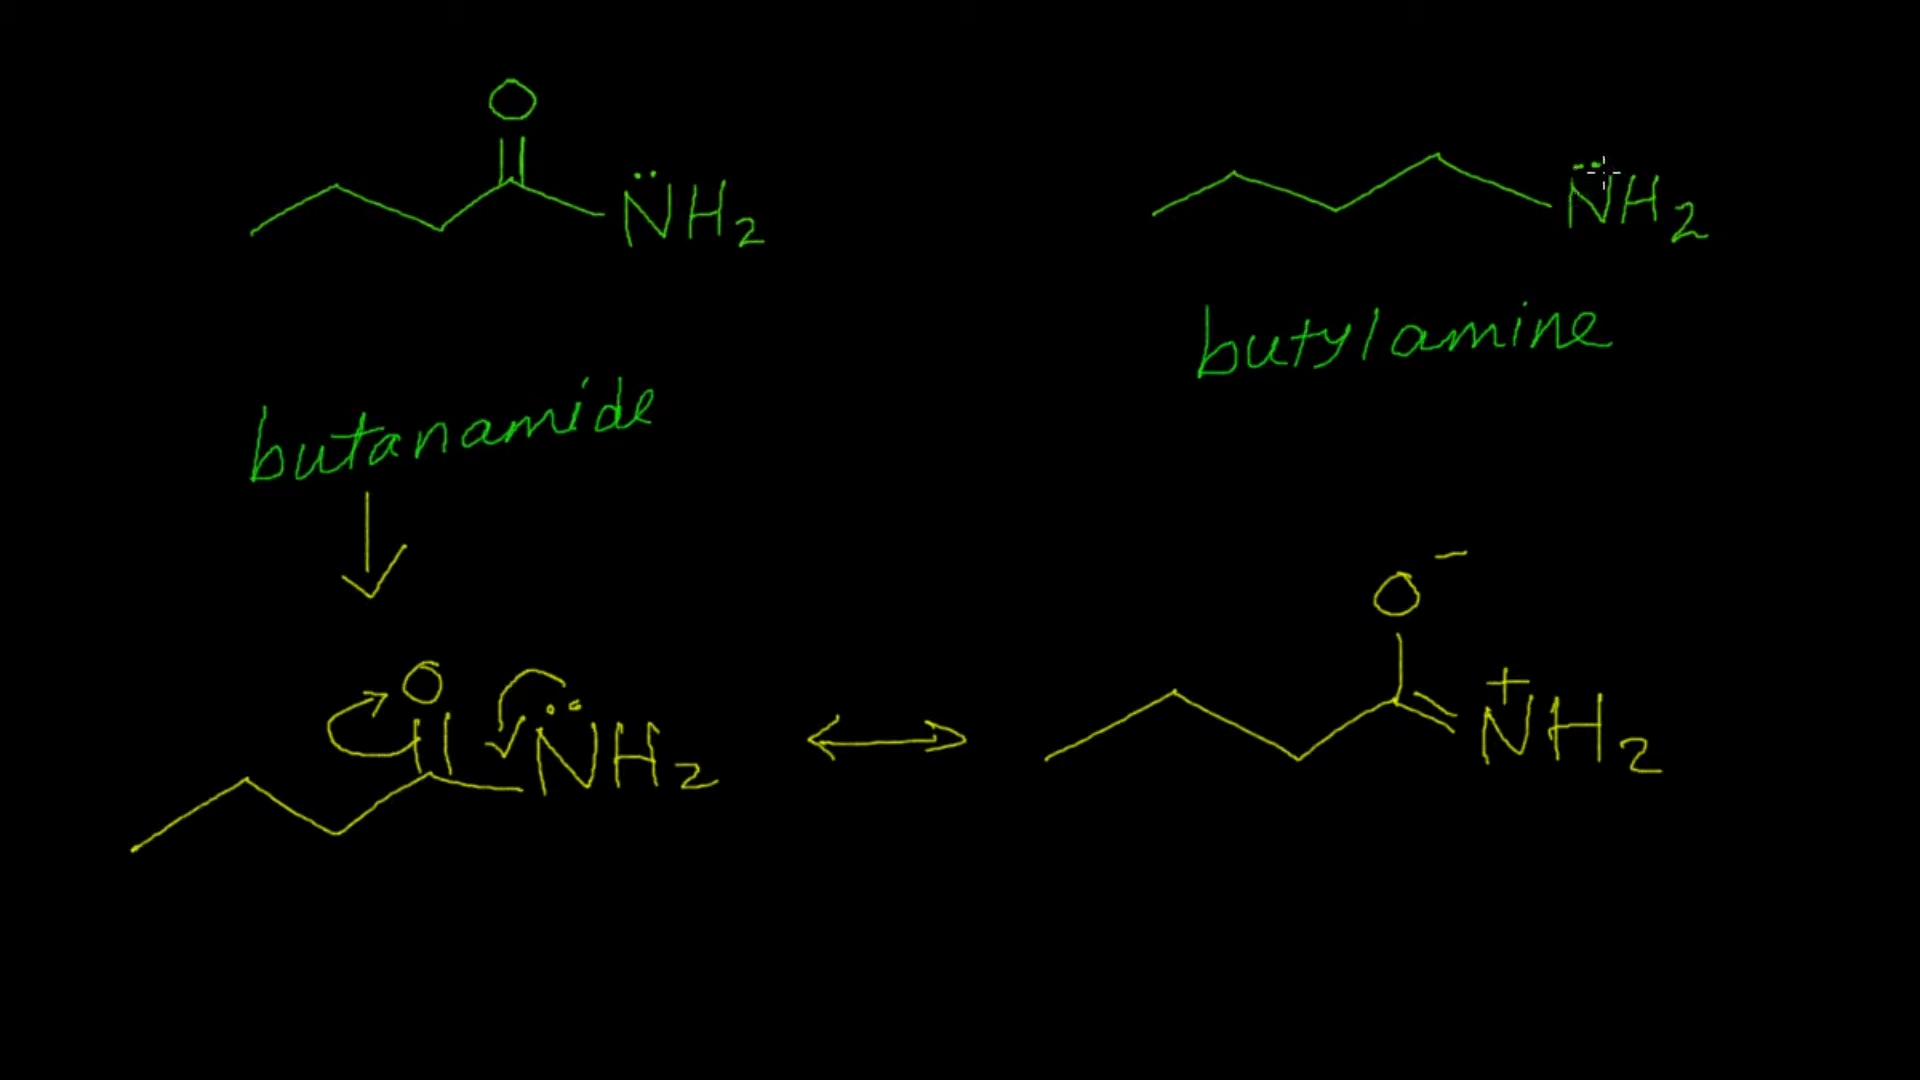 O
NH2
NH2
butylamine
butanamide
O −
+
O
NH2
NH2